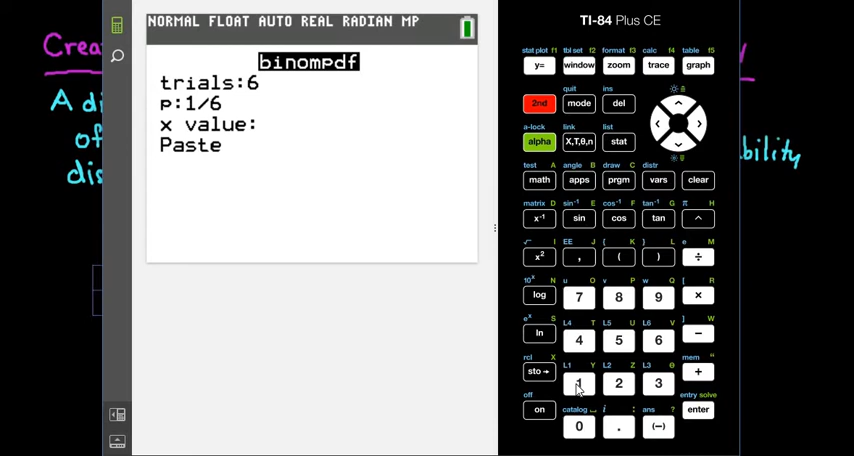 Crea
y
A di
of
dis
bility
NORMAL FLOAT AUTO REAL RADIAN MP
binompdf
trials:6
p:1/6
x value:
Paste
TI-84 Plus CE
stat plot f1 tbl set f2 format f3 calc f4 table f5
y= window zoom trace graph
quit ins
2nd mode del
a-lock link list
alpha X,T,θ,n stat
test A angle B draw C distr
math apps prgm vars clear
matrix D sin⁻¹ E cos⁻¹ F tan⁻¹ G π H
x⁻¹ sin cos tan ^
√ I EE J { K } L e M
x² , ( ) ÷
10ˣ N u O v P w Q [ R
log 7 8 9 ×
eˣ S L4 T L5 U L6 V ] W
ln 4 5 6 −
rcl X L1 Y L2 Z L3 θ mem "
sto→ 1 2 3 +
off catalog i : ans ? entry solve
on 0 . (−) enter